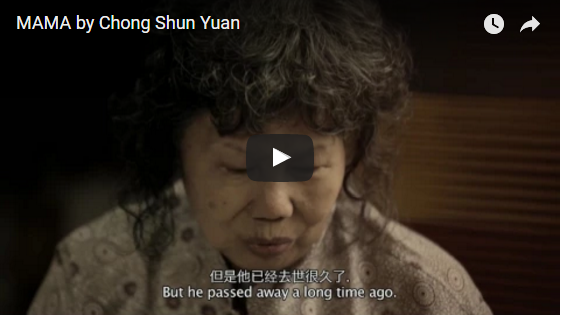 MAMA by Chong Shun Yuan
但是他已经去世很久了.
But he passed away a long time ago.